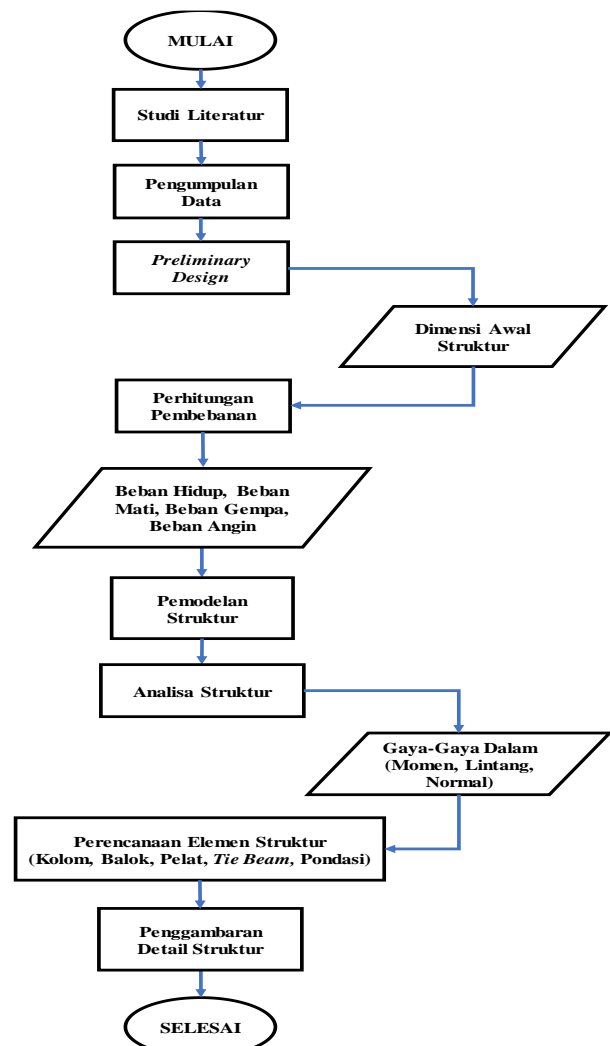 MULAI
Studi Literatur
Pengumpulan
Data
Preliminary
Design
Dimensi Awal
Struktur
Perhitungan
Pembebanan
Beban Hidup, Beban
Mati, Beban Gempa,
Beban Angin
Pemodelan
Struktur
Analisa Struktur
Gaya-Gaya Dalam
(Momen, Lintang,
Normal)
Perencanaan Elemen Struktur
(Kolom, Balok, Pelat, Tie Beam, Pondasi)
Penggambaran
Detail Struktur
SELESAI